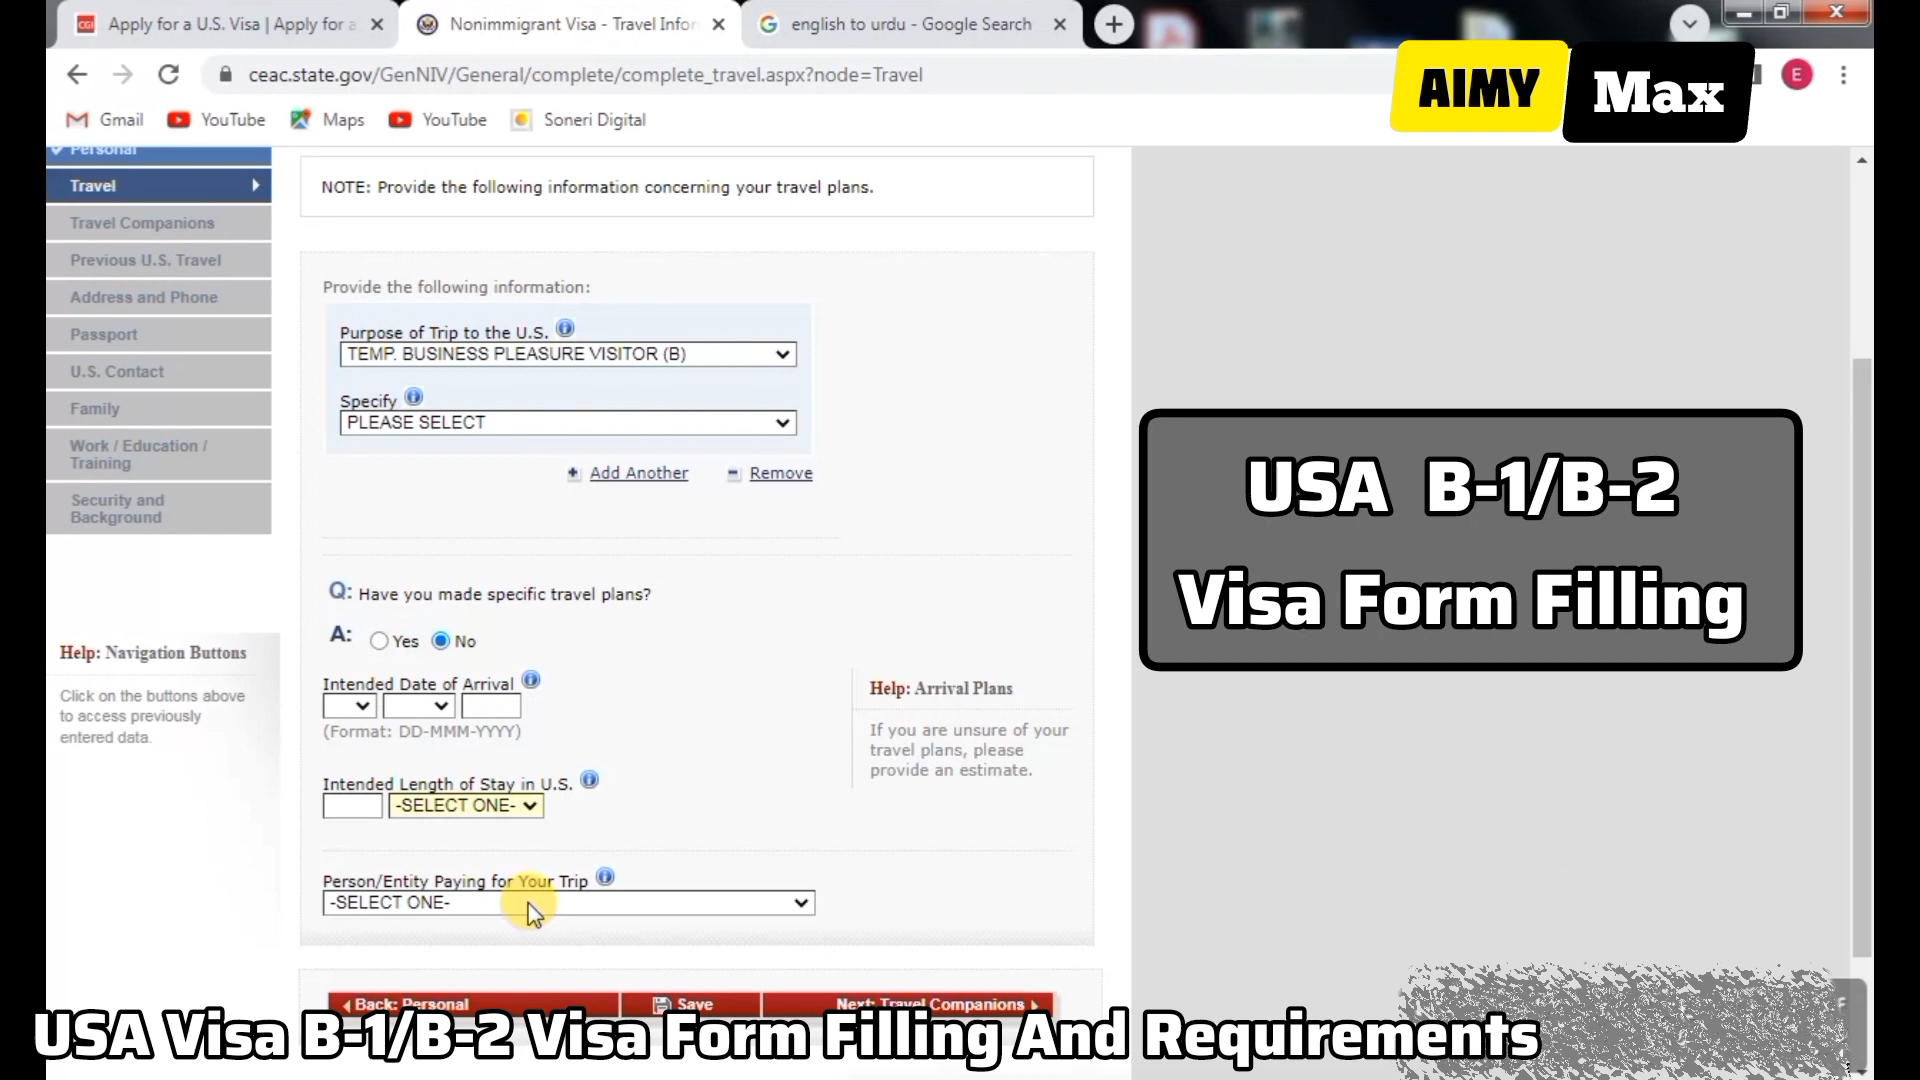 Apply for a U.S. Visa | Apply for a
Nonimmigrant Visa - Travel Infor
english to urdu - Google Search
ceac.state.gov/GenNIV/General/complete/complete_travel.aspx?node=Travel
E
AIMY Max
Gmail
YouTube
Maps
YouTube
Soneri Digital
Personal
Travel
Travel Companions
Previous U.S. Travel
Address and Phone
Passport
U.S. Contact
Family
Work / Education /
Training
Security and
Background
Help: Navigation Buttons
Click on the buttons above
to access previously
entered data.
NOTE: Provide the following information concerning your travel plans.
Provide the following information:
Purpose of Trip to the U.S.
TEMP. BUSINESS PLEASURE VISITOR (B)
Specify
PLEASE SELECT
Add Another
Remove
Q: Have you made specific travel plans?
A: Yes No
Intended Date of Arrival
(Format: DD-MMM-YYYY)
Intended Length of Stay in U.S.
-SELECT ONE-
Help: Arrival Plans
If you are unsure of your
travel plans, please
provide an estimate.
Person/Entity Paying for Your Trip
-SELECT ONE-
Back: Personal
Save
Next: Travel Companions
USA B-1/B-2
Visa Form Filling
USA Visa B-1/B-2 Visa Form Filling And Requirements